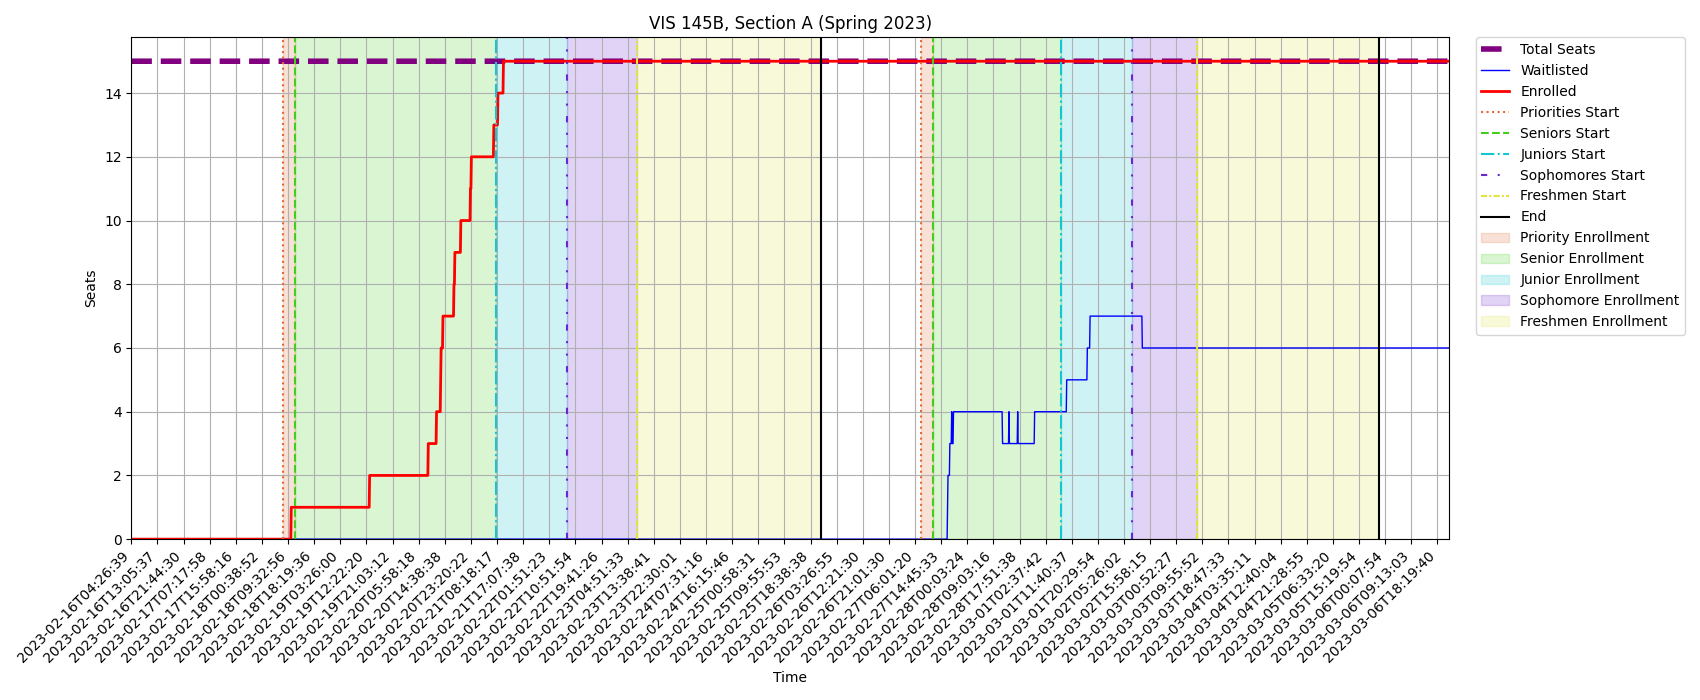 VIS 145B, Section A (Spring 2023)
Total Seats
Waitlisted
Enrolled
Priorities Start
Seniors Start
Juniors Start
Sophomores Start
Freshmen Start
End
Priority Enrollment
Senior Enrollment
Junior Enrollment
Sophomore Enrollment
Freshmen Enrollment
Seats
14
12
10
8
6
4
2
0
2023-02-16T04:26:39
2023-02-16T13:05:37
2023-02-16T21:44:30
2023-02-17T07:17:58
2023-02-17T15:58:16
2023-02-18T00:38:52
2023-02-18T09:32:56
2023-02-18T18:19:36
2023-02-19T03:26:00
2023-02-19T12:22:20
2023-02-19T21:03:12
2023-02-20T05:58:18
2023-02-20T14:38:38
2023-02-20T23:20:22
2023-02-21T08:18:17
2023-02-21T17:07:38
2023-02-22T01:51:23
2023-02-22T10:51:54
2023-02-22T19:41:26
2023-02-23T04:51:33
2023-02-23T13:38:41
2023-02-23T22:30:01
2023-02-24T07:31:16
2023-02-24T16:15:46
2023-02-25T00:58:31
2023-02-25T09:55:53
2023-02-25T18:38:38
2023-02-26T03:26:55
2023-02-26T12:21:30
2023-02-26T21:01:30
2023-02-27T06:01:20
2023-02-27T14:45:33
2023-02-28T00:03:24
2023-02-28T09:03:16
2023-02-28T17:51:38
2023-03-01T02:37:42
2023-03-01T11:40:37
2023-03-01T20:29:54
2023-03-02T05:26:02
2023-03-02T15:58:15
2023-03-03T00:52:27
2023-03-03T09:55:52
2023-03-03T18:47:33
2023-03-04T03:35:11
2023-03-04T12:40:04
2023-03-04T21:28:55
2023-03-05T06:33:20
2023-03-05T15:19:54
2023-03-06T00:07:54
2023-03-06T09:13:03
2023-03-06T18:19:40
Time